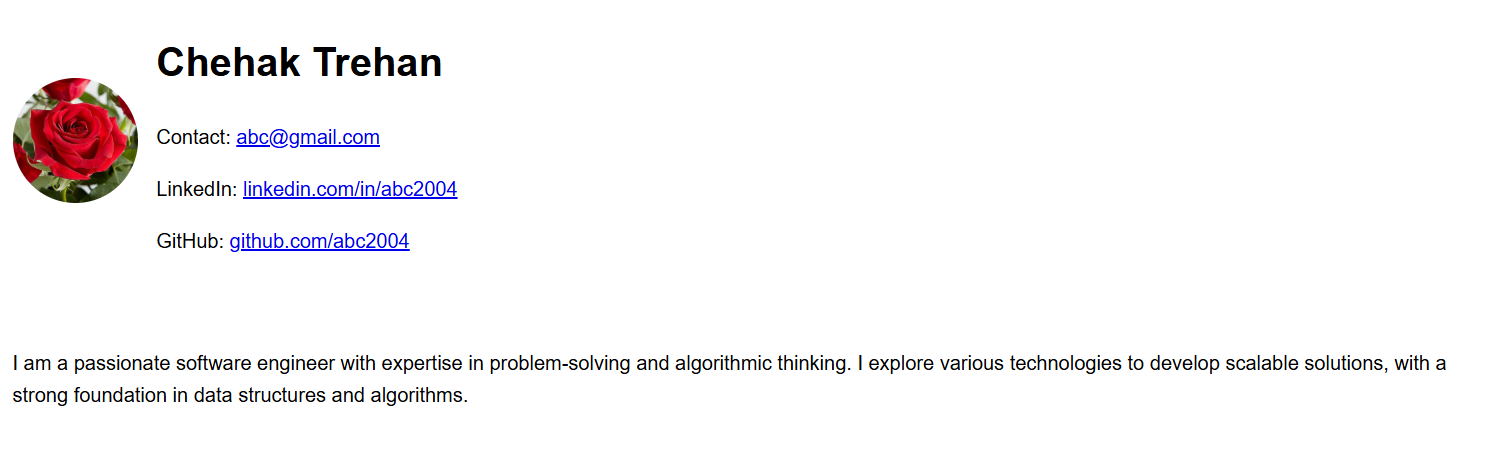 Chehak Trehan
Contact: abc@gmail.com
LinkedIn: linkedin.com/in/abc2004
GitHub: github.com/abc2004
I am a passionate software engineer with expertise in problem-solving and algorithmic thinking. I explore various technologies to develop scalable solutions, with a
strong foundation in data structures and algorithms.